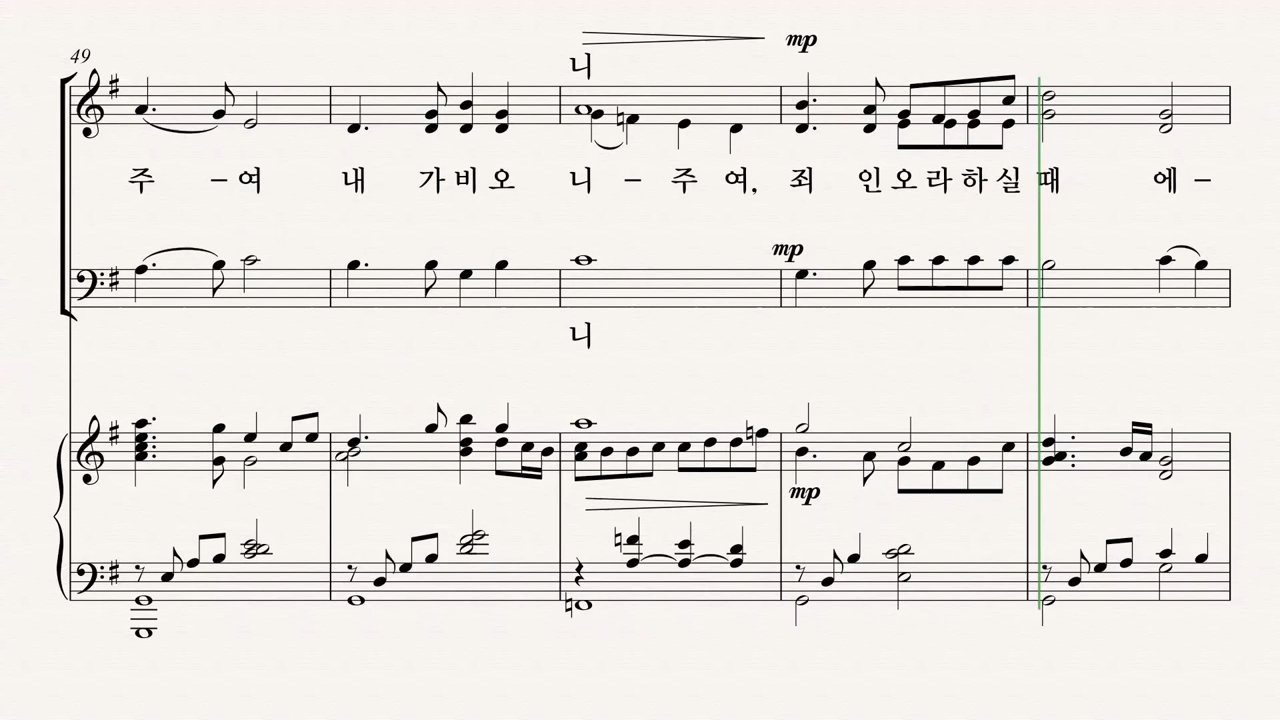 49
mp
니
주 – 여 내 가 비 오 니 – 주 여, 죄 인 오 라 하 실 때 에 –
mp
니
mp